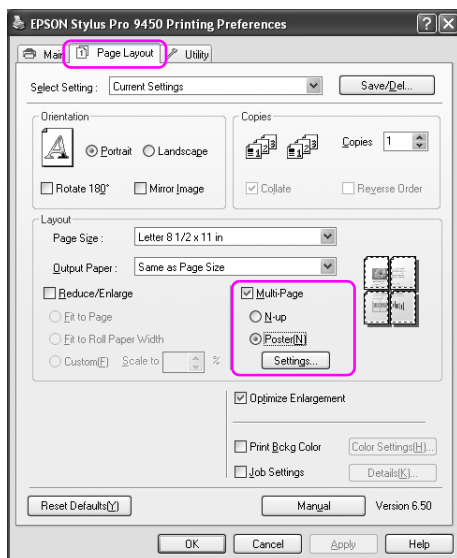 EPSON Stylus Pro 9450 Printing Preferences
Main Page Layout Utility
Select Setting : Current Settings Save/Del...
Orientation Copies
Portrait Landscape Copies 1
Rotate 180° Mirror Image Collate Reverse Order
Layout
Page Size : Letter 8 1/2 x 11 in
Output Paper : Same as Page Size
Reduce/Enlarge Multi-Page
Fit to Page N-up
Fit to Roll Paper Width Poster(N)
Custom(F) Scale to % Settings...
Optimize Enlargement
Print Bckg Color Color Settings(H)...
Job Settings Details(K)...
Reset Defaults(Y) Manual Version 6.50
OK Cancel Apply Help